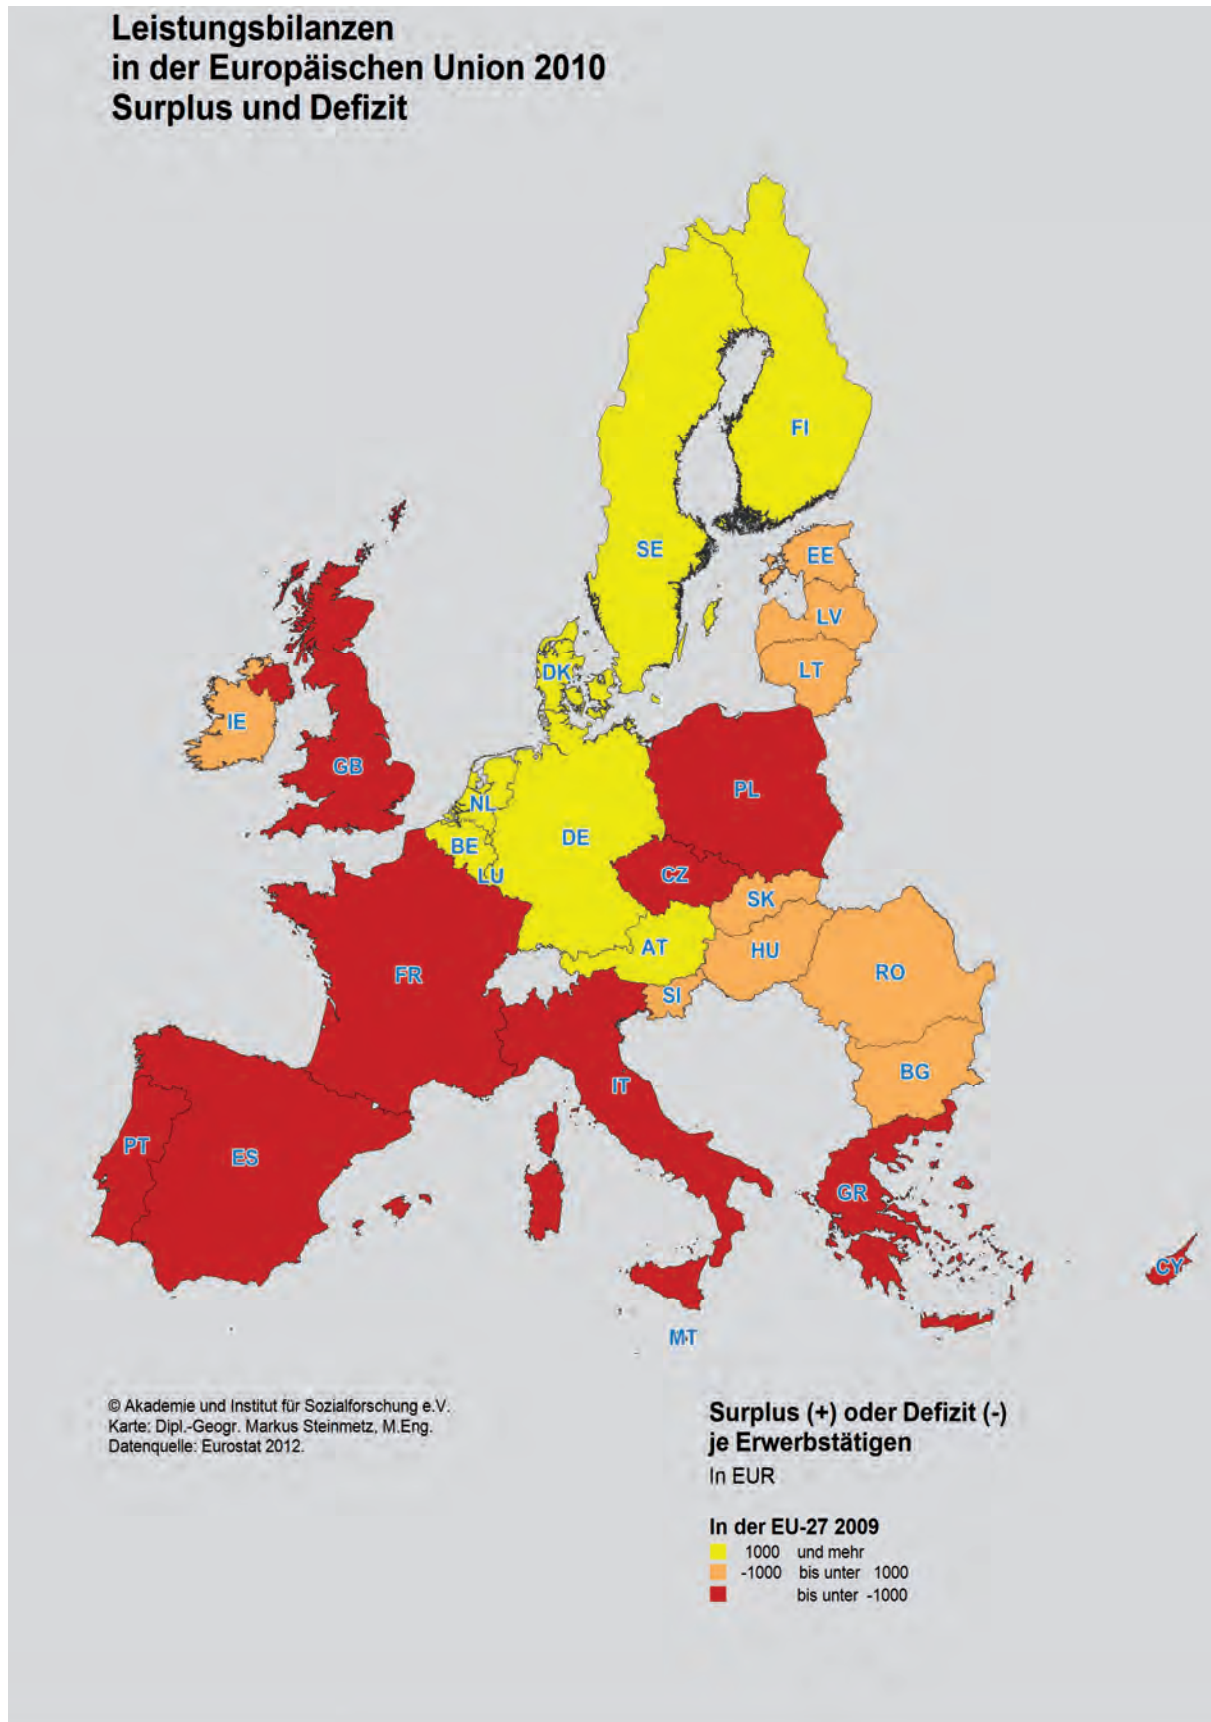 Leistungsbilanzen
in der Europäischen Union 2010
Surplus und Defizit
FI
SE
EE
LV
LT
DK
IE
GB
NL
PL
DE
BE
LU
CZ
SK
AT
HU
FR
SI
RO
BG
IT
PT
ES
GR
CY
MT
© Akademie und Institut für Sozialforschung e.V.
Karte: Dipl.-Geogr. Markus Steinmetz, M.Eng.
Datenquelle: Eurostat 2012.
Surplus (+) oder Defizit (-)
je Erwerbstätigen
In EUR
In der EU-27 2009
1000 und mehr
-1000 bis unter 1000
bis unter -1000